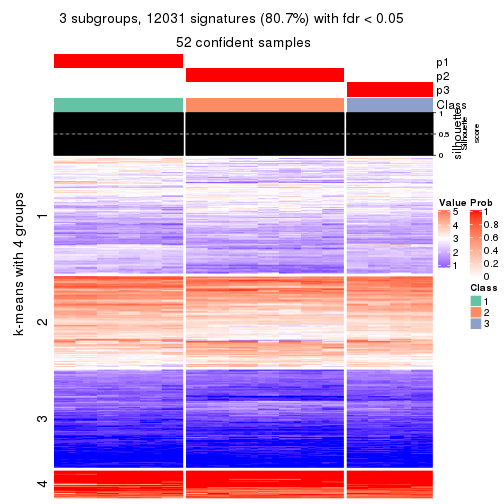 3 subgroups, 12031 signatures (80.7%) with fdr < 0.05
52 confident samples
p1
p2
p3
Class
1
0.5
0
silhouette
Silhouette
score
k-means with 4 groups
1
2
3
4
Value
5
4
3
2
1
Prob
1
0.8
0.6
0.4
0.2
0
Class
1
2
3